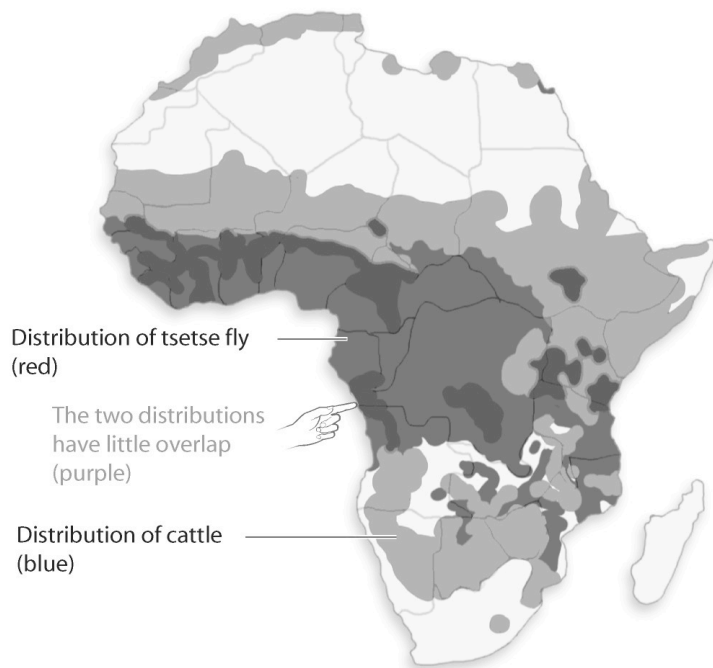 Distribution of tsetse fly
(red)
The two distributions
have little overlap
(purple)
Distribution of cattle
(blue)